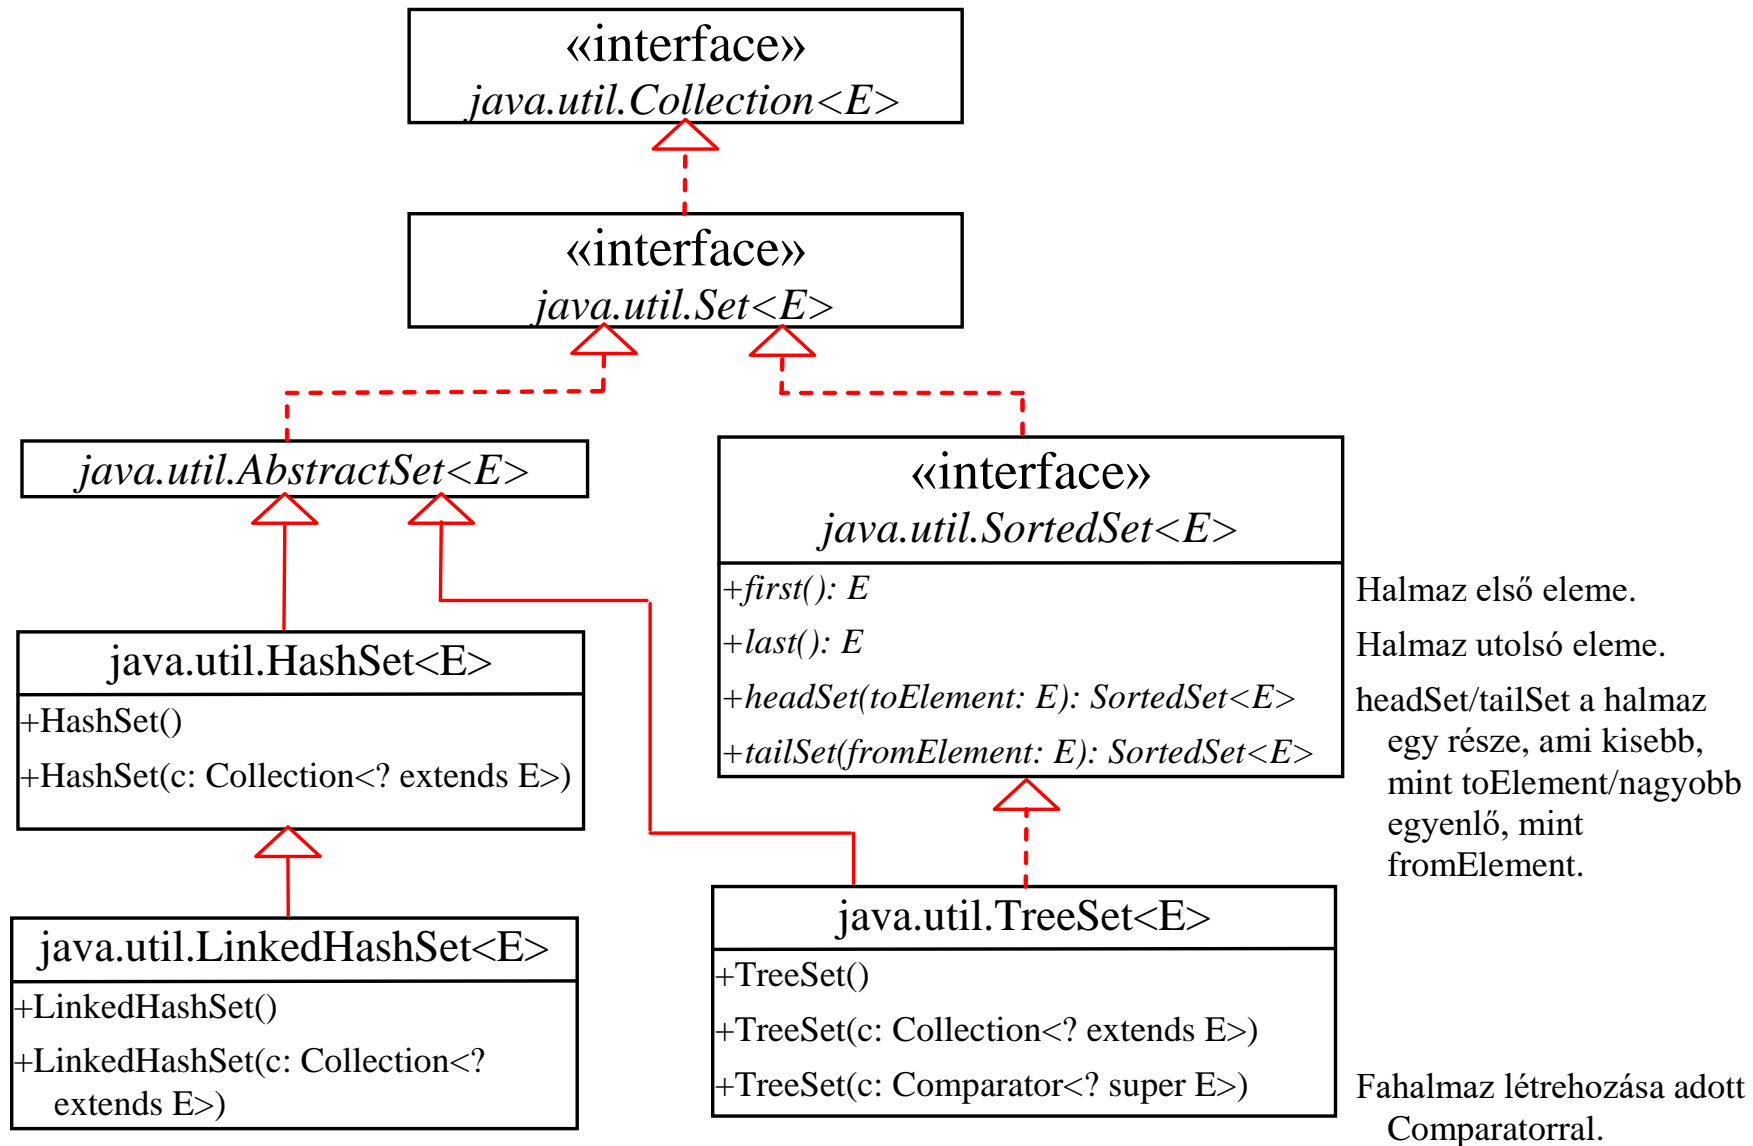 «interface»
java.util.Collection<E>
«interface»
java.util.Set<E>
java.util.AbstractSet<E>
«interface»
java.util.SortedSet<E>
+first(): E
+last(): E
+headSet(toElement: E): SortedSet<E>
+tailSet(fromElement: E): SortedSet<E>
Halmaz első eleme.
Halmaz utolsó eleme.
headSet/tailSet a halmaz
egy része, ami kisebb,
mint toElement/nagyobb
egyenlő, mint
fromElement.
java.util.HashSet<E>
+HashSet()
+HashSet(c: Collection<? extends E>)
java.util.LinkedHashSet<E>
+LinkedHashSet()
+LinkedHashSet(c: Collection<?
extends E>)
java.util.TreeSet<E>
+TreeSet()
+TreeSet(c: Collection<? extends E>)
+TreeSet(c: Comparator<? super E>)
Fahalmaz létrehozása adott
Comparatorral.